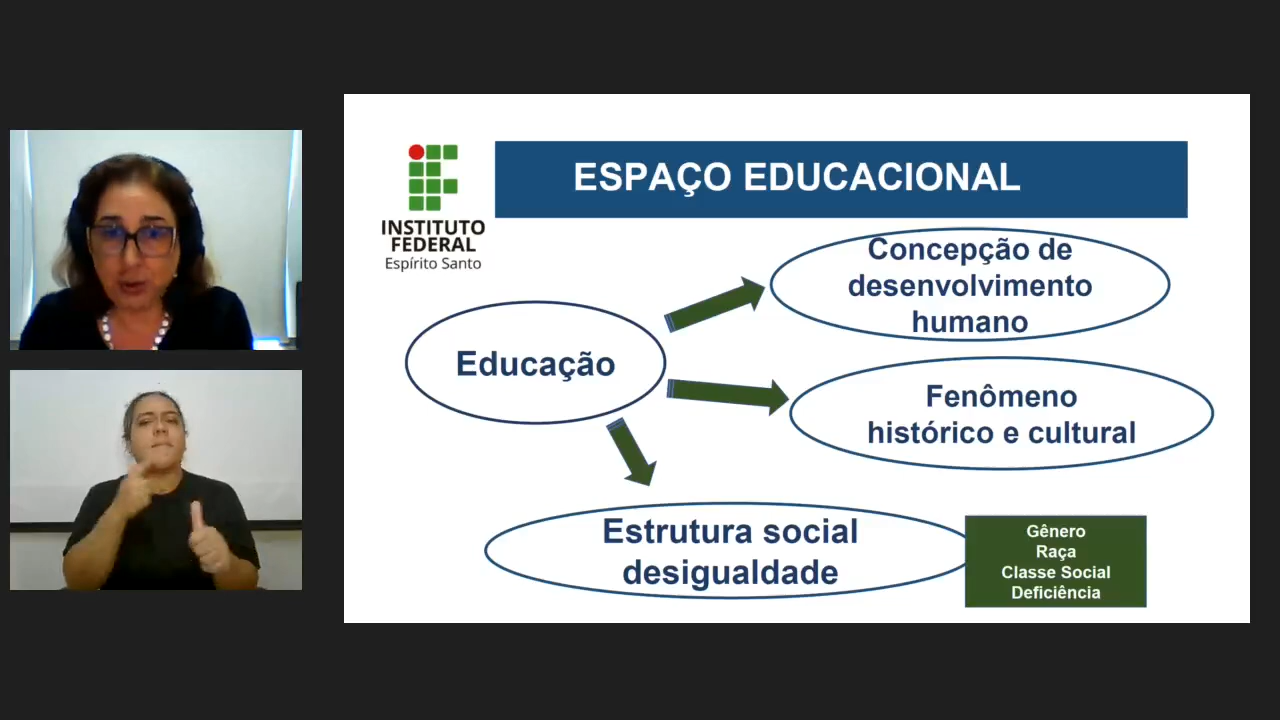 ESPAÇO EDUCACIONAL
INSTITUTO
FEDERAL
Espírito Santo
Concepção de
desenvolvimento
humano
Educação
Fenômeno
histórico e cultural
Estrutura social
desigualdade
Gênero
Raça
Classe Social
Deficiência